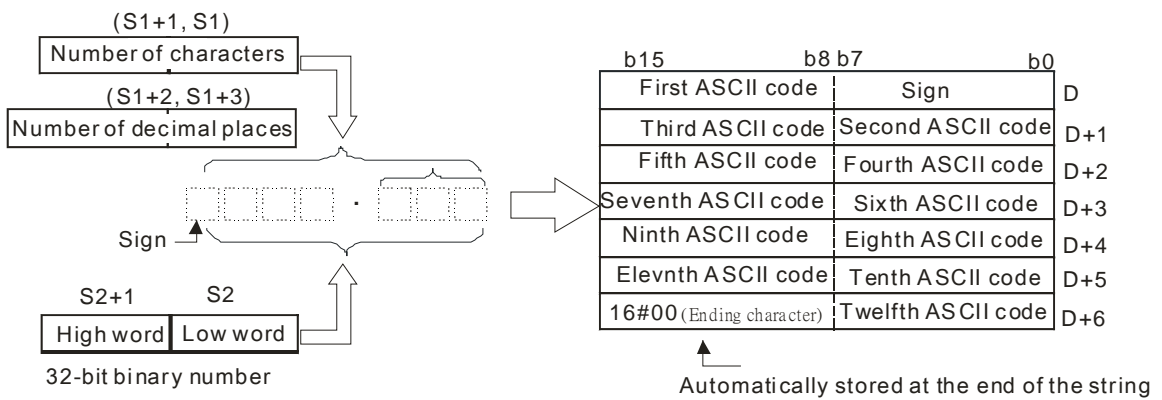 (S1+1, S1)
Number of characters
(S1+2, S1+3)
Number of decimal places
.
Sign
S2+1 S2
High word Low word
32-bit binary number
b15 b8 b7 b0
First ASCII code Sign D
Third ASCII code Second ASCII code D+1
Fifth ASCII code Fourth ASCII code D+2
Seventh ASCII code Sixth ASCII code D+3
Ninth ASCII code Eighth ASCII code D+4
Elevnth ASCII code Tenth ASCII code D+5
16#00 (Ending character) Twelfth ASCII code D+6
Automatically stored at the end of the string